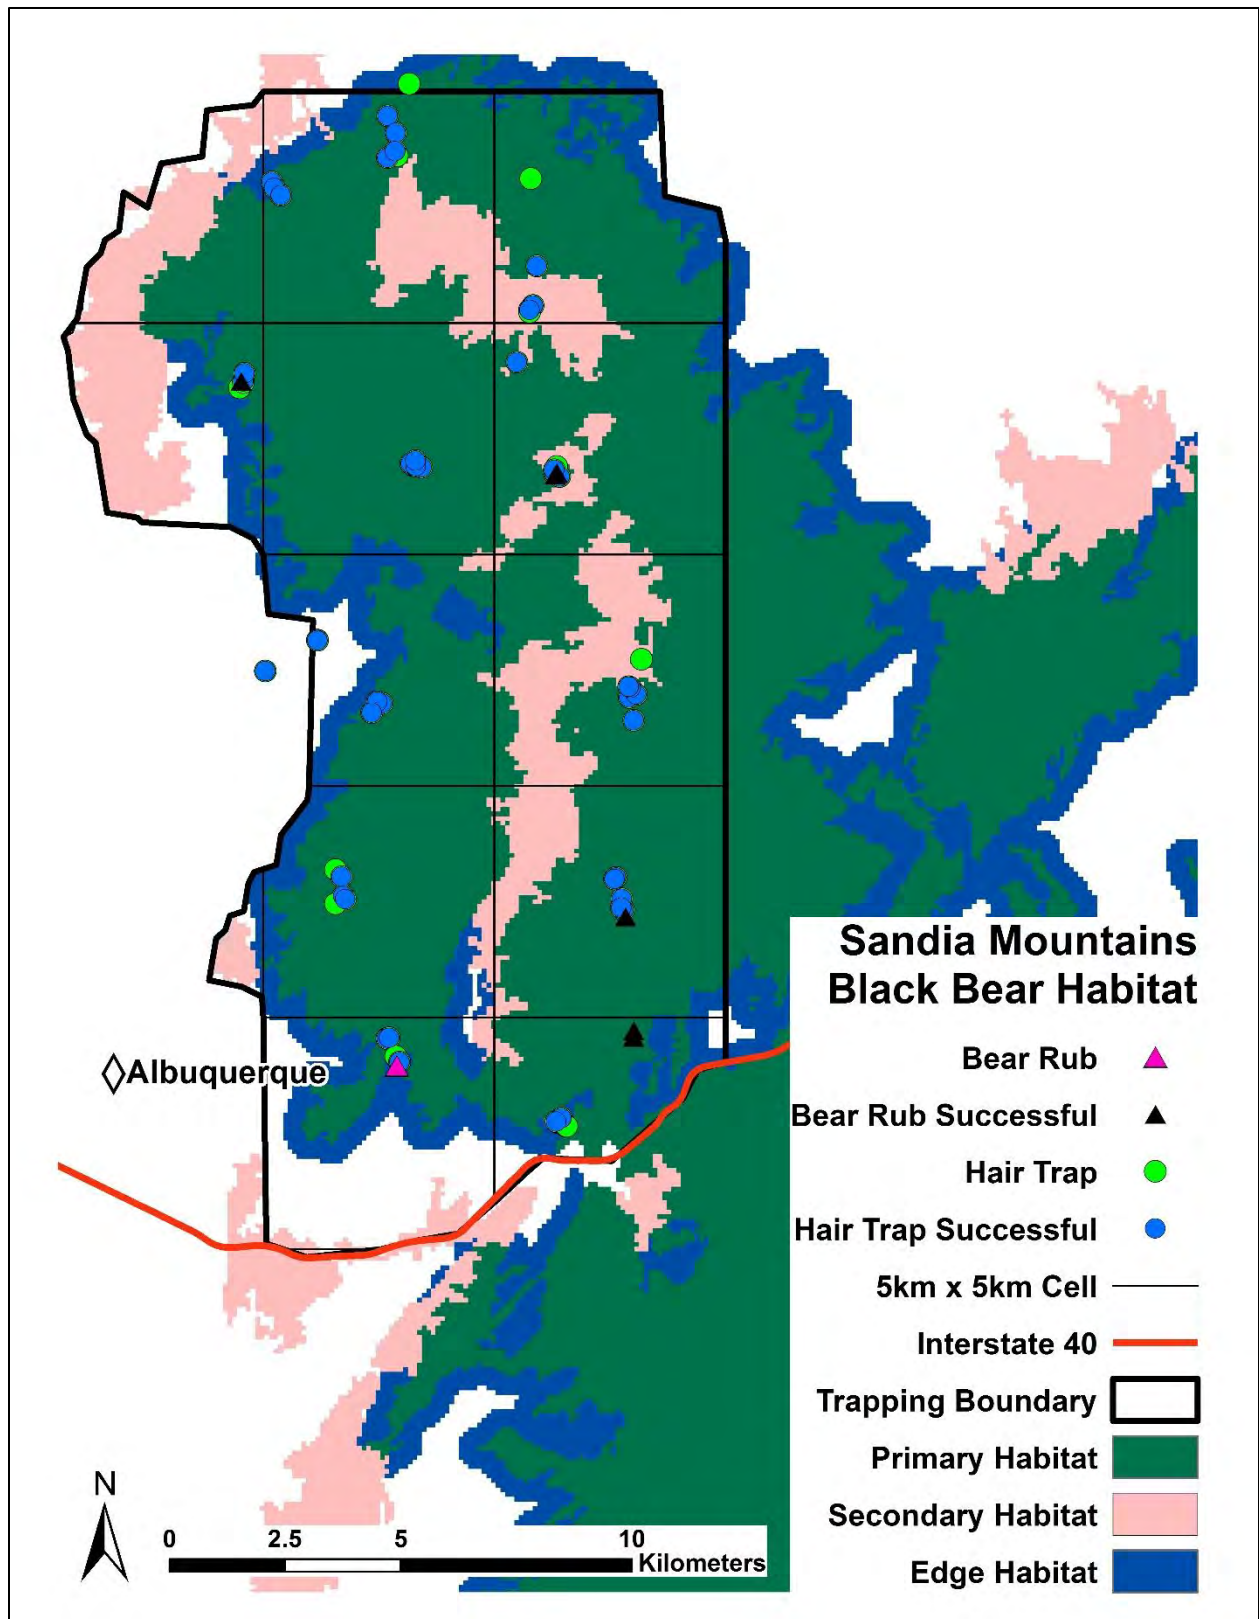 Sandia Mountains
Black Bear Habitat
Bear Rub
Bear Rub Successful
Hair Trap
Hair Trap Successful
5km x 5km Cell
Interstate 40
Trapping Boundary
Primary Habitat
Secondary Habitat
Edge Habitat
Albuquerque
N
0 2.5 5 10
Kilometers